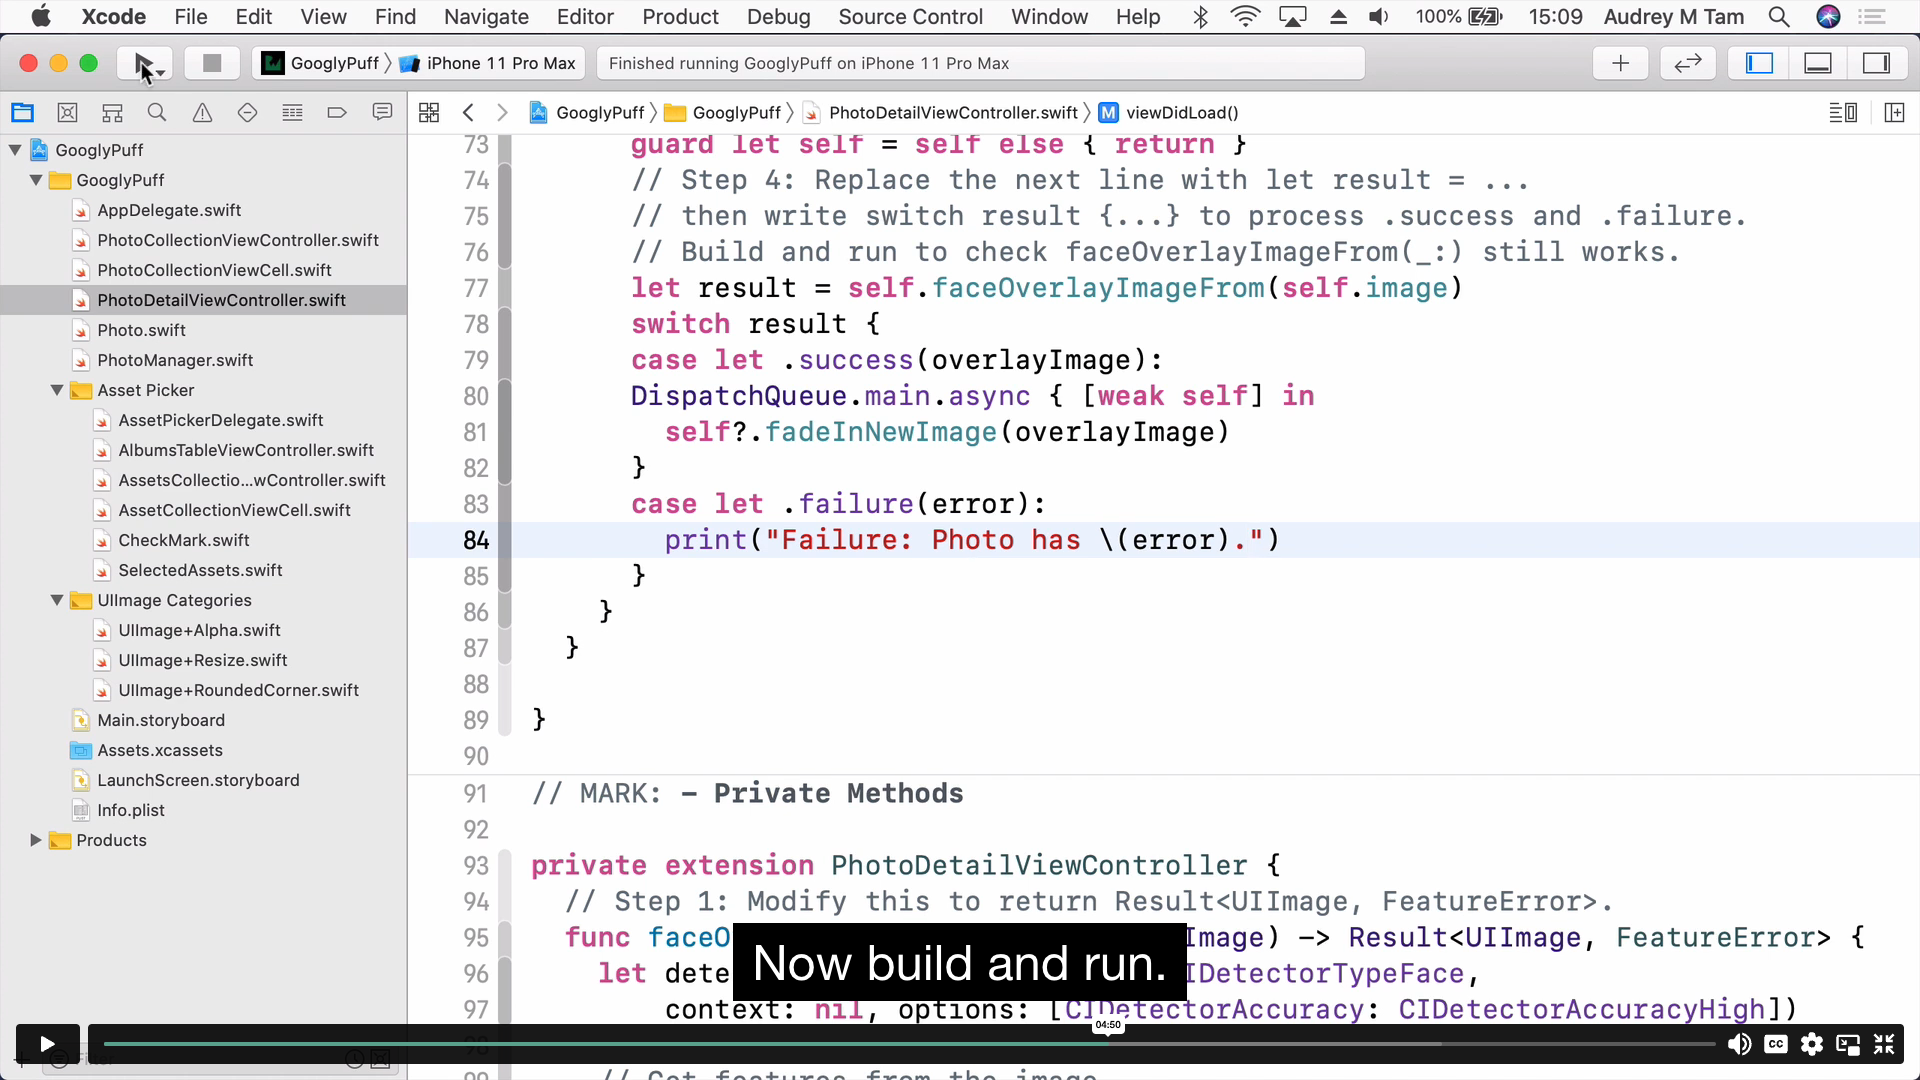 Xcode File Edit View Find Navigate Editor Product Debug Source Control Window Help 100% 15:09 Audrey M Tam
GooglyPuff iPhone 11 Pro Max Finished running GooglyPuff on iPhone 11 Pro Max
GooglyPuff GooglyPuff PhotoDetailViewController.swift M viewDidLoad()
GooglyPuff
GooglyPuff
AppDelegate.swift
PhotoCollectionViewController.swift
PhotoCollectionViewCell.swift
PhotoDetailViewController.swift
Photo.swift
PhotoManager.swift
Asset Picker
AssetPickerDelegate.swift
AlbumsTableViewController.swift
AssetsCollectio...wController.swift
AssetCollectionViewCell.swift
CheckMark.swift
SelectedAssets.swift
UIImage Categories
UIImage+Alpha.swift
UIImage+Resize.swift
UIImage+RoundedCorner.swift
Main.storyboard
Assets.xcassets
LaunchScreen.storyboard
Info.plist
Products
73 guard let self = self else { return }
74 // Step 4: Replace the next line with let result = ...
75 // then write switch result {...} to process .success and .failure.
76 // Build and run to check faceOverlayImageFrom(_:) still works.
77 let result = self.faceOverlayImageFrom(self.image)
78 switch result {
79 case let .success(overlayImage):
80 DispatchQueue.main.async { [weak self] in
81 self?.fadeInNewImage(overlayImage)
82 }
83 case let .failure(error):
84 print("Failure: Photo has \(error).")
85 }
86 }
87 }
88
89 }
90
91 // MARK: - Private Methods
92
93 private extension PhotoDetailViewController {
94 // Step 1: Modify this to return Result<UIImage, FeatureError>.
95 func faceO Image) -> Result<UIImage, FeatureError> {
96 let dete IDetectorTypeFace,
97 context: nil, options: [CIDetectorAccuracy: CIDetectorAccuracyHigh])
98
99 // Get features from the image
Now build and run.
04:50
CC
Filter